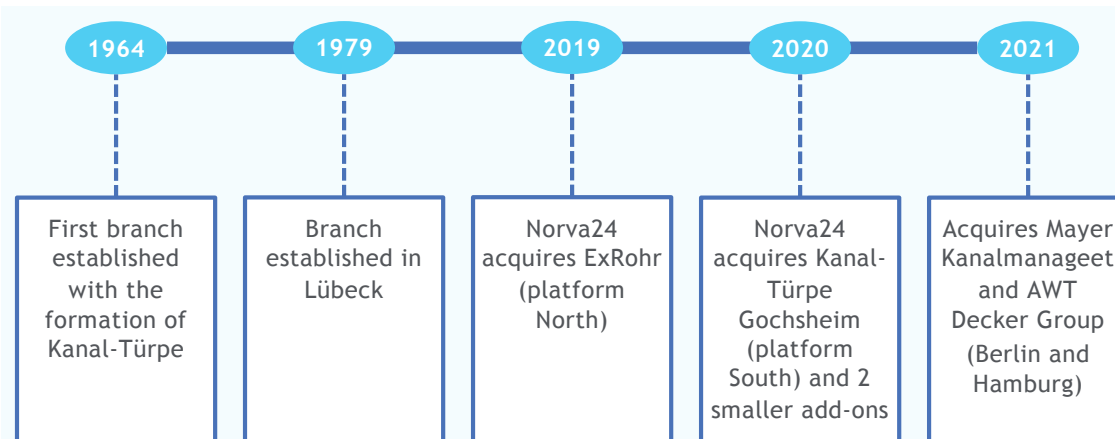 1964
1979
2019
2020
2021
First branch
established
with the
formation of
Kanal-Türpe
Branch
established in
Lübeck
Norva24
acquires ExRohr
(platform
North)
Norva24
acquires Kanal-
Türpe
Gochsheim
(platform
South) and 2
smaller add-ons
Acquires Mayer
Kanalmanageet
and AWT
Decker Group
(Berlin and
Hamburg)